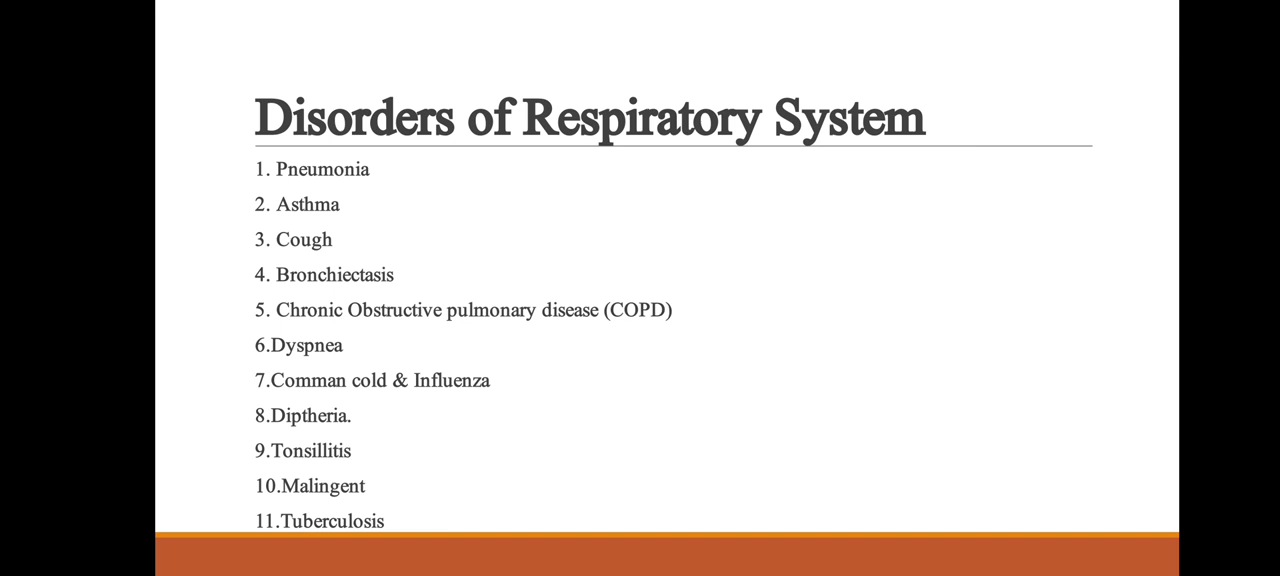 Disorders of Respiratory System
1. Pneumonia
2. Asthma
3. Cough
4. Bronchiectasis
5. Chronic Obstructive pulmonary disease (COPD)
6.Dyspnea
7.Comman cold & Influenza
8.Diptheria.
9.Tonsillitis
10.Malingent
11.Tuberculosis